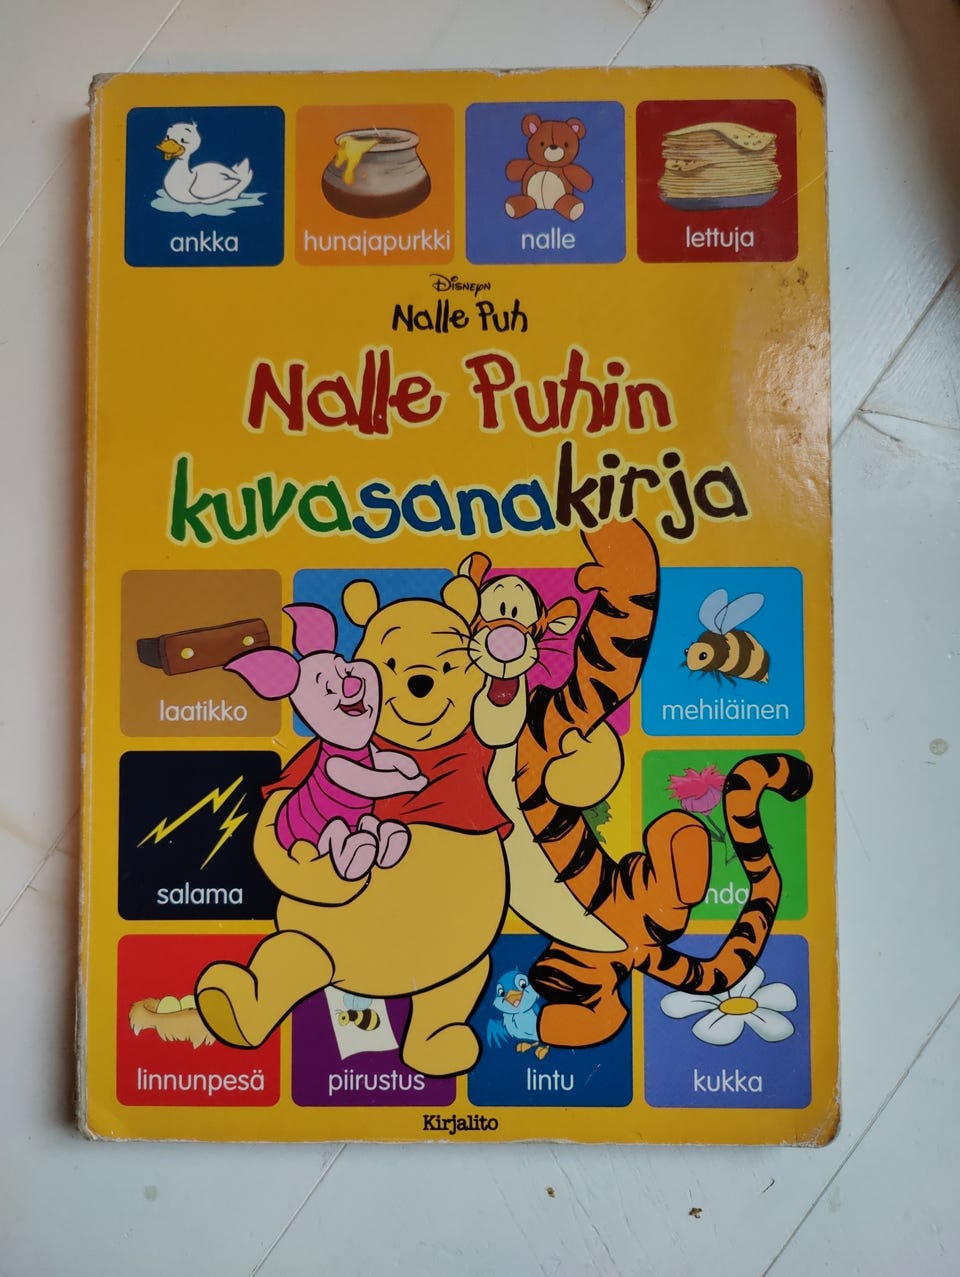 ankka
hunajapurkki
nalle
lettuja
Disneyn
Nalle Puh
Nalle Puhin
kuvasanakirja
laatikko
mehiläinen
salama
linnunpesä
piirustus
lintu
kukka
Kirjalito